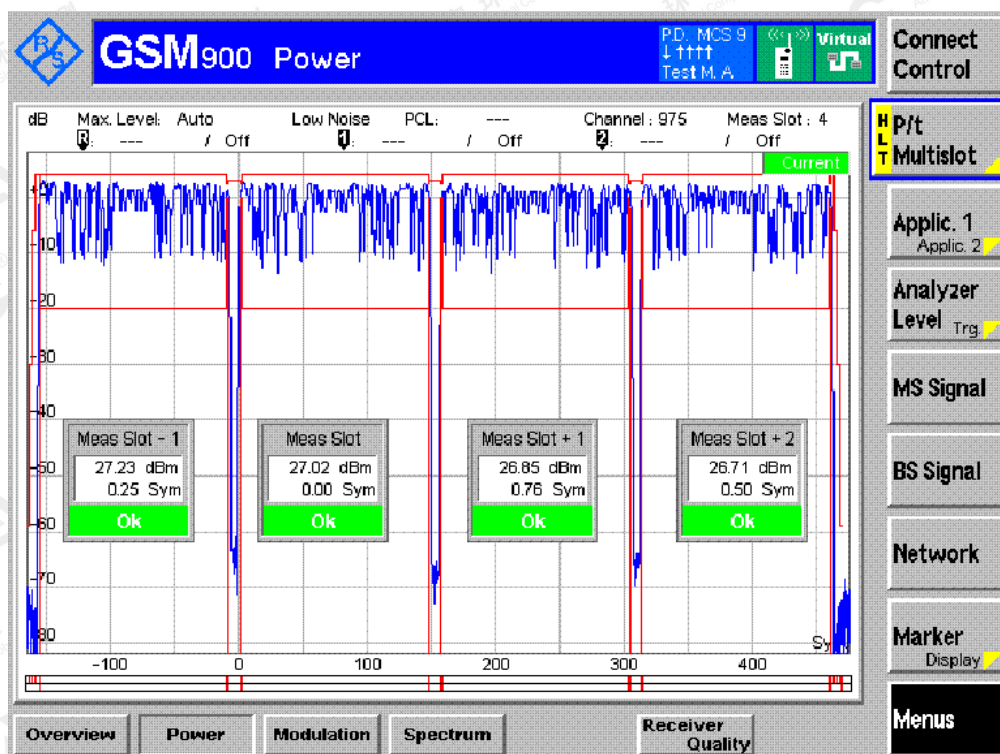 R&S
GSM900 Power
P.D. MCS 9
↓↑↑↑↑
Test M. A
Virtual
Connect Control
dB Max. Level: Auto Low Noise PCL: --- Channel : 975 Meas Slot : 4
R: --- / Off 1: --- / Off 2: --- / Off
Current
HLT
P/t Multislot
Applic. 1
Applic. 2
Analyzer Level Trg.
MS Signal
BS Signal
Network
Marker
Display
Menus
-10
-20
-30
-40
-50
-60
-70
-80
Meas Slot - 1
27.23 dBm
0.25 Sym
Ok
Meas Slot
27.02 dBm
0.00 Sym
Ok
Meas Slot + 1
26.85 dBm
0.76 Sym
Ok
Meas Slot + 2
26.71 dBm
0.50 Sym
Ok
-100 0 100 200 300 400
Overview Power Modulation Spectrum Receiver Quality